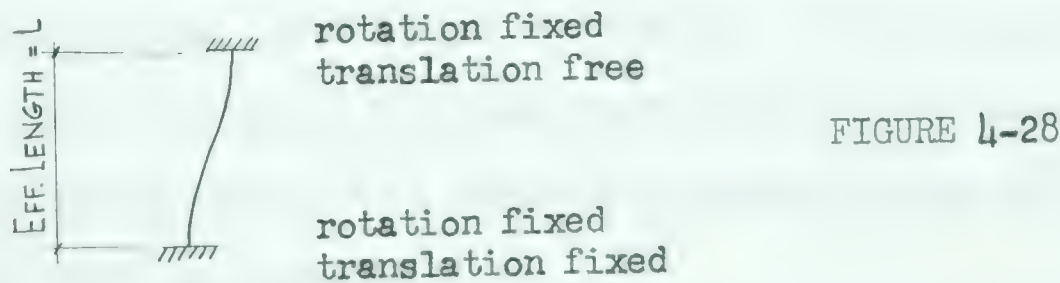 EFF. LENGTH = L
rotation fixed
translation free
FIGURE 4-28
rotation fixed
translation fixed